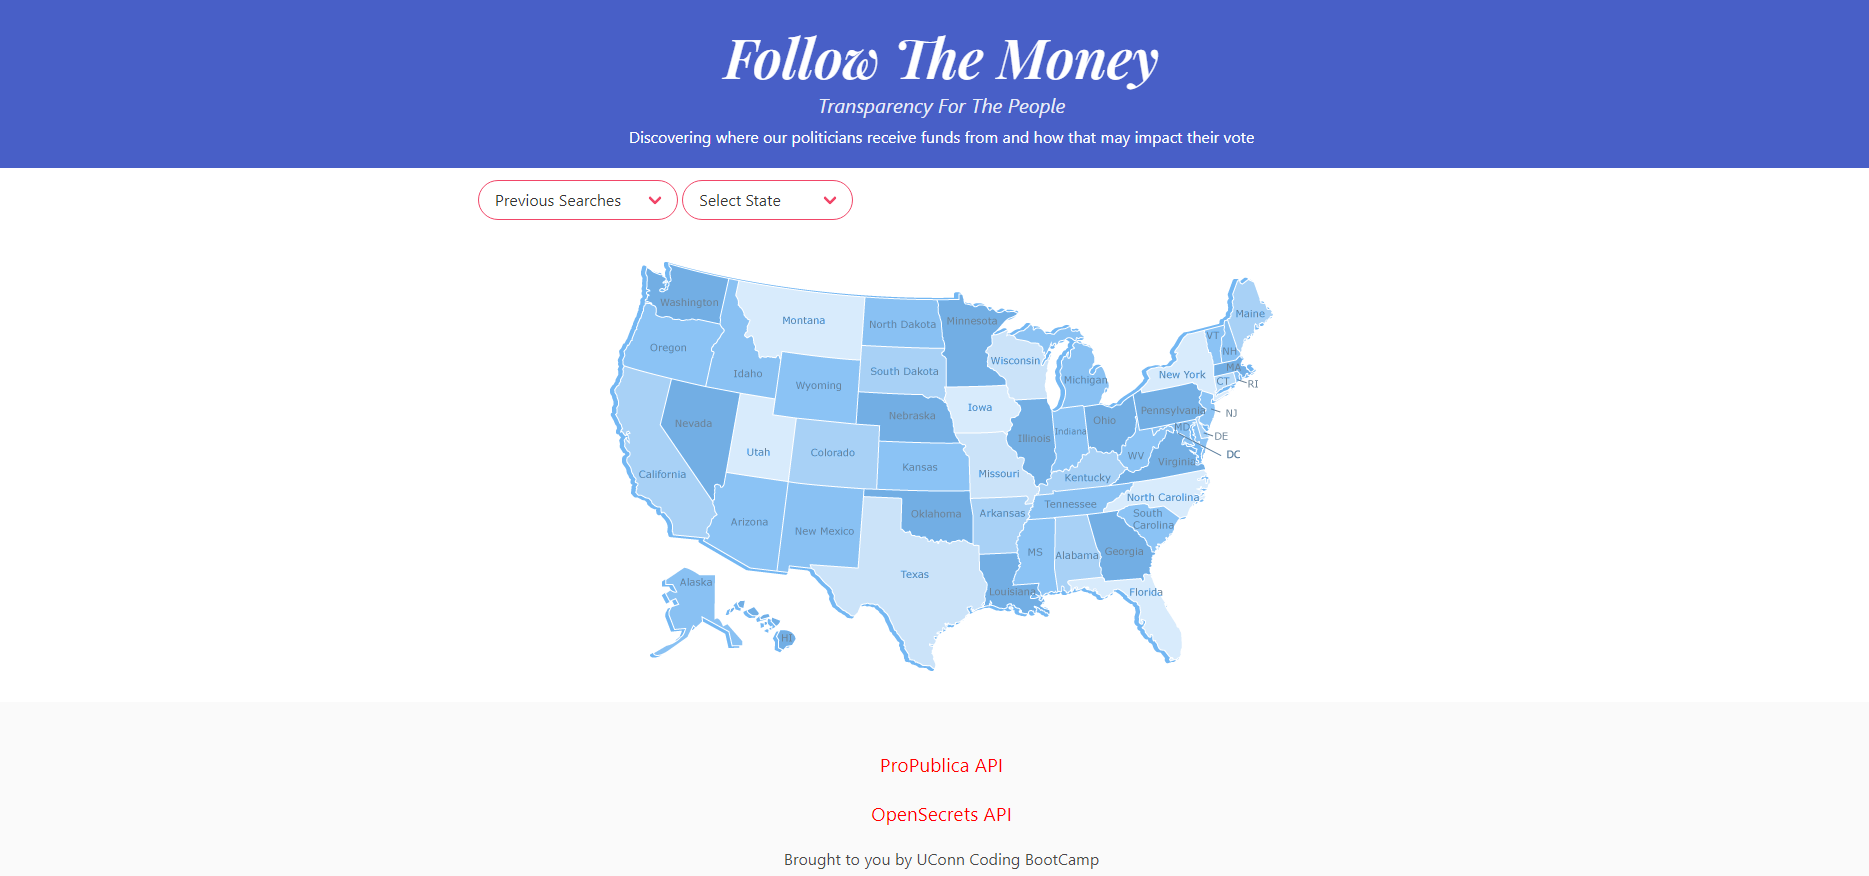 Follow The Money
Transparency For The People
Discovering where our politicians receive funds from and how that may impact their vote
Previous Searches
Select State
Washington
Montana
North Dakota
Minnesota
Maine
Oregon
Idaho
Wyoming
South Dakota
Wisconsin
Michigan
New York
VT
NH
MA
CT
RI
Nevada
Utah
Colorado
Nebraska
Iowa
Illinois
Indiana
Ohio
Pennsylvania
NJ
MD
DE
DC
California
Kansas
Missouri
Kentucky
WV
Virginia
Arizona
New Mexico
Oklahoma
Arkansas
Tennessee
North Carolina
South
Carolina
Texas
Louisiana
MS
Alabama
Georgia
Florida
Alaska
HI
ProPublica API
OpenSecrets API
Brought to you by UConn Coding BootCamp